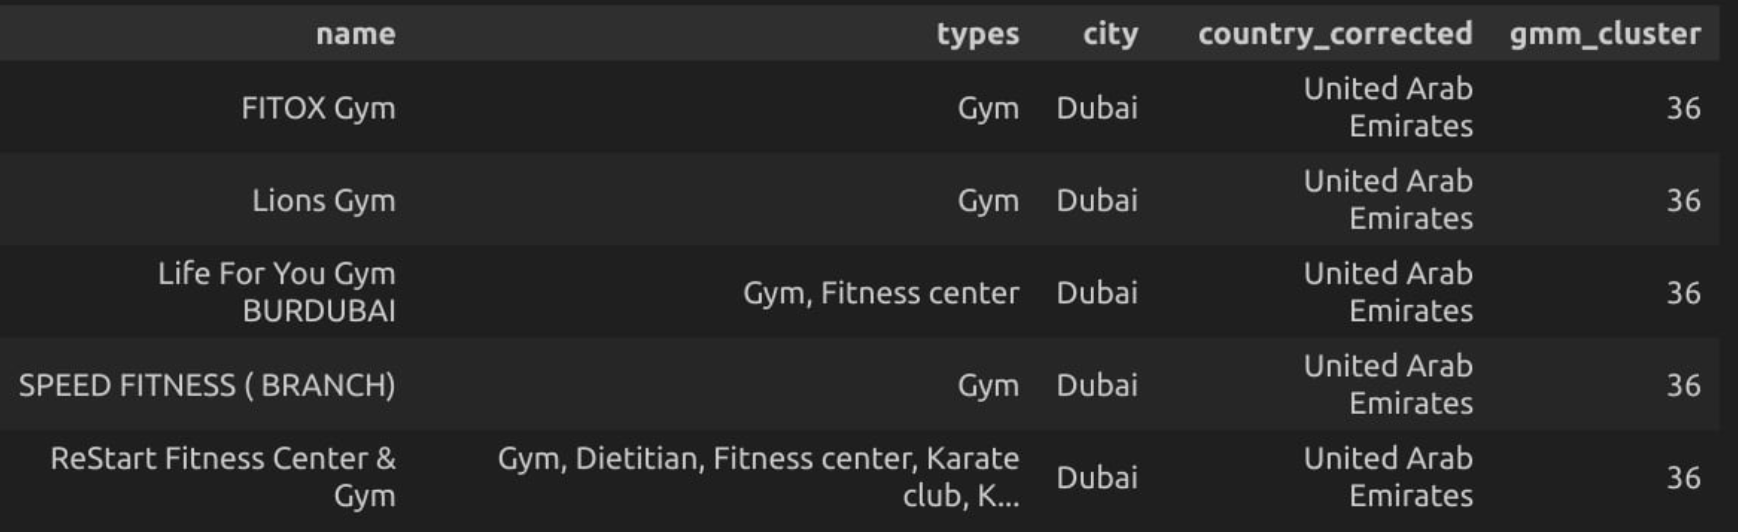 name types city country_corrected gmm_cluster
FITOX Gym Gym Dubai United Arab Emirates 36
Lions Gym Gym Dubai United Arab Emirates 36
Life For You Gym BURDUBAI Gym, Fitness center Dubai United Arab Emirates 36
SPEED FITNESS ( BRANCH) Gym Dubai United Arab Emirates 36
ReStart Fitness Center & Gym Gym, Dietitian, Fitness center, Karate club, K... Dubai United Arab Emirates 36